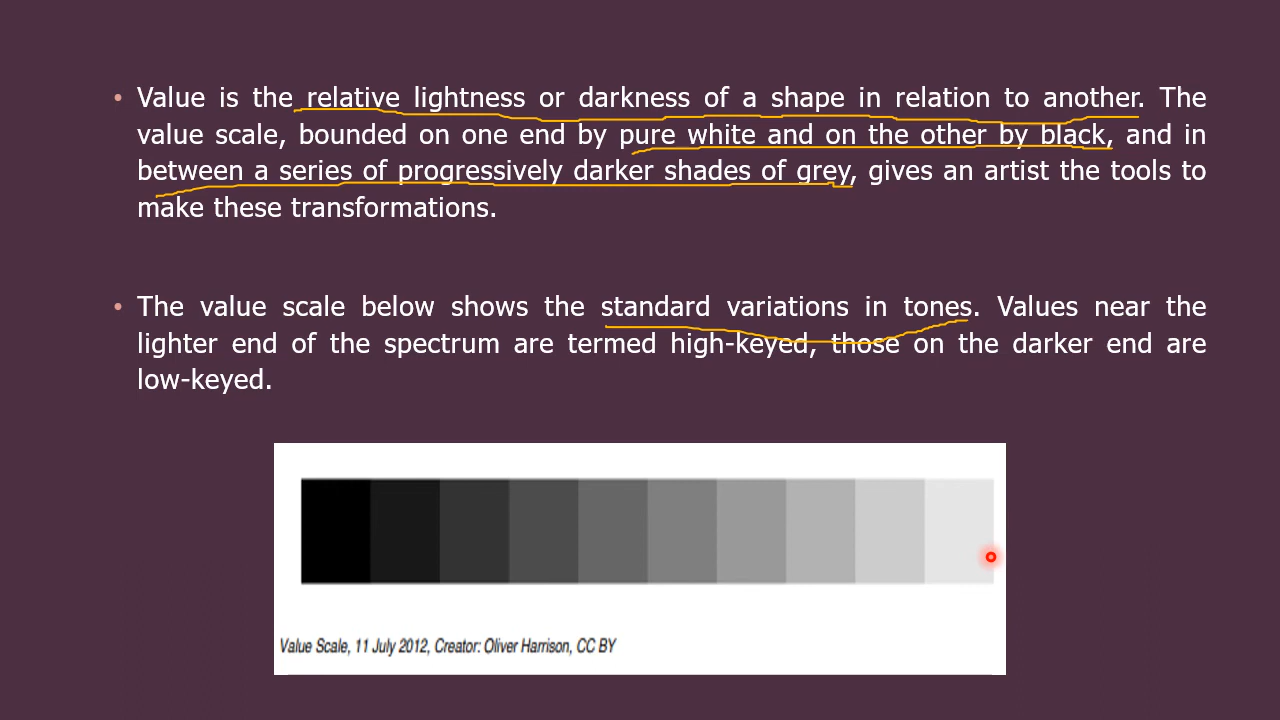 • Value is the relative lightness or darkness of a shape in relation to another. The
value scale, bounded on one end by pure white and on the other by black, and in
between a series of progressively darker shades of grey, gives an artist the tools to
make these transformations.
• The value scale below shows the standard variations in tones. Values near the
lighter end of the spectrum are termed high-keyed, those on the darker end are
low-keyed.
Value Scale, 11 July 2012, Creator: Oliver Harrison, CC BY